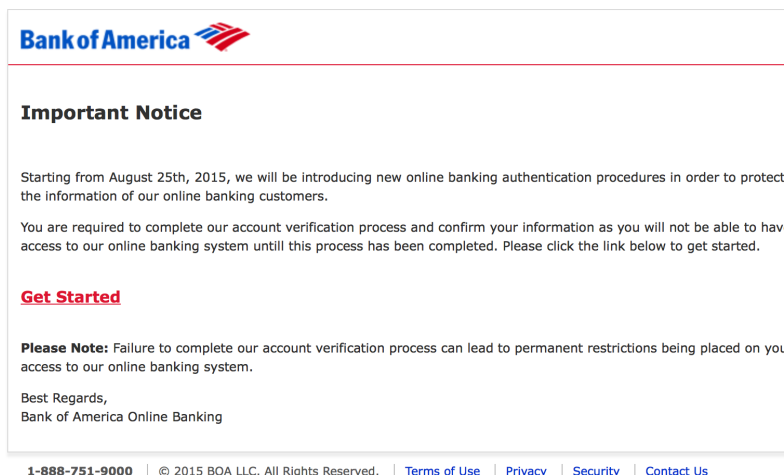 Bank of America
Important Notice
Starting from August 25th, 2015, we will be introducing new online banking authentication procedures in order to protect
the information of our online banking customers.
You are required to complete our account verification process and confirm your information as you will not be able to hav
access to our online banking system untill this process has been completed. Please click the link below to get started.
Get Started
Please Note: Failure to complete our account verification process can lead to permanent restrictions being placed on you
access to our online banking system.
Best Regards,
Bank of America Online Banking
1-888-751-9000 | © 2015 BOA LLC. All Rights Reserved. | Terms of Use | Privacy | Security | Contact Us